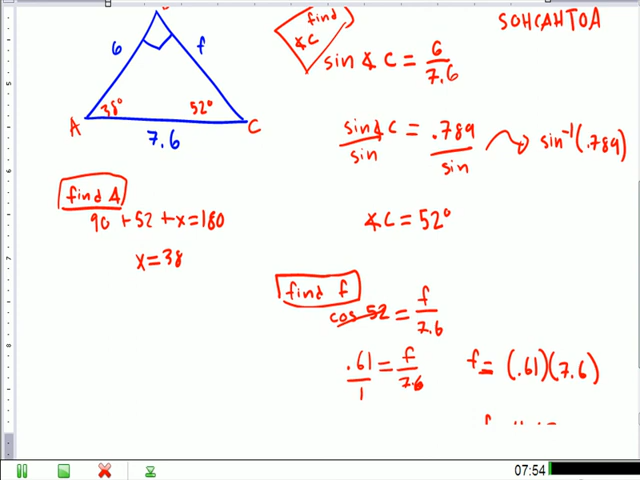 6
f
38°
52°
A
7.6
C
find
∡C
SOHCAHTOA
sin ∡ C = 6/7.6
sin∡C/sin = .789/sin
sin⁻¹(.789)
∡C = 52°
find A
90 + 52 + x = 180
x = 38
find f
cos 52 = f/7.6
.61/1 = f/7.6
f = (.61)(7.6)
07:54